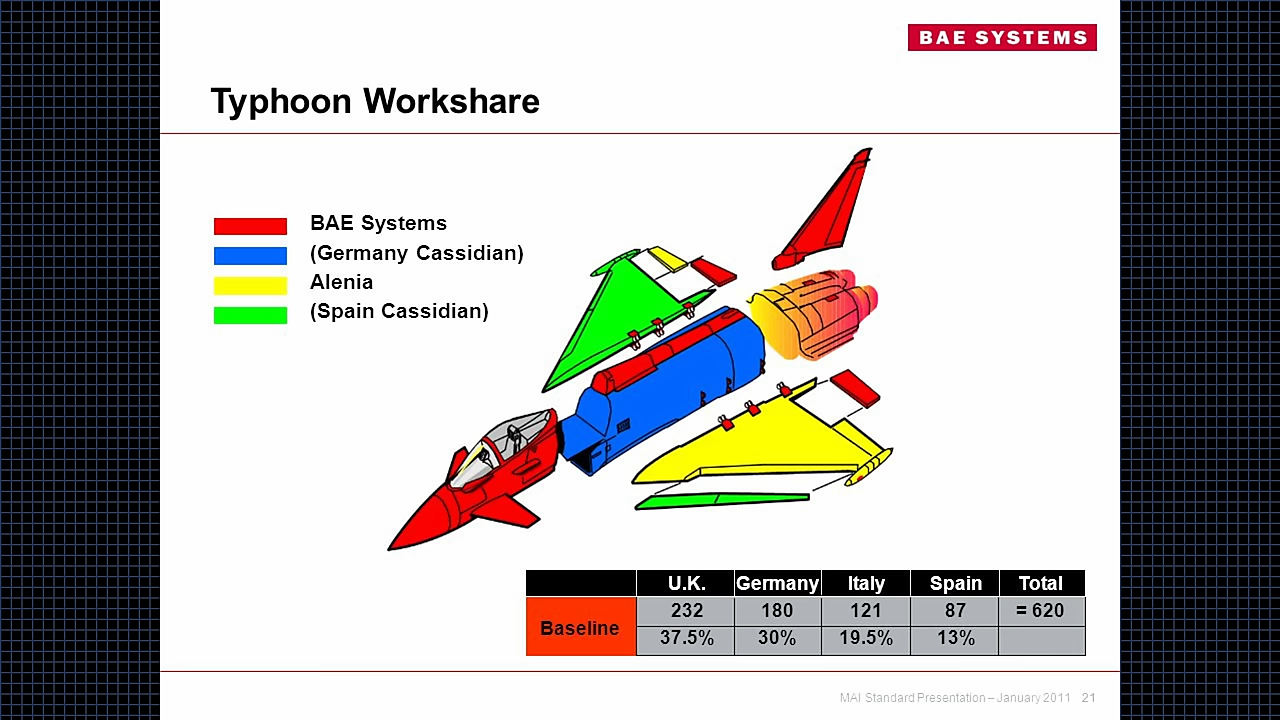 BAE SYSTEMS
Typhoon Workshare
BAE Systems
(Germany Cassidian)
Alenia
(Spain Cassidian)
U.K. Germany Italy Spain Total
Baseline
232 180 121 87 = 620
37.5% 30% 19.5% 13%
MAI Standard Presentation – January 2011 21